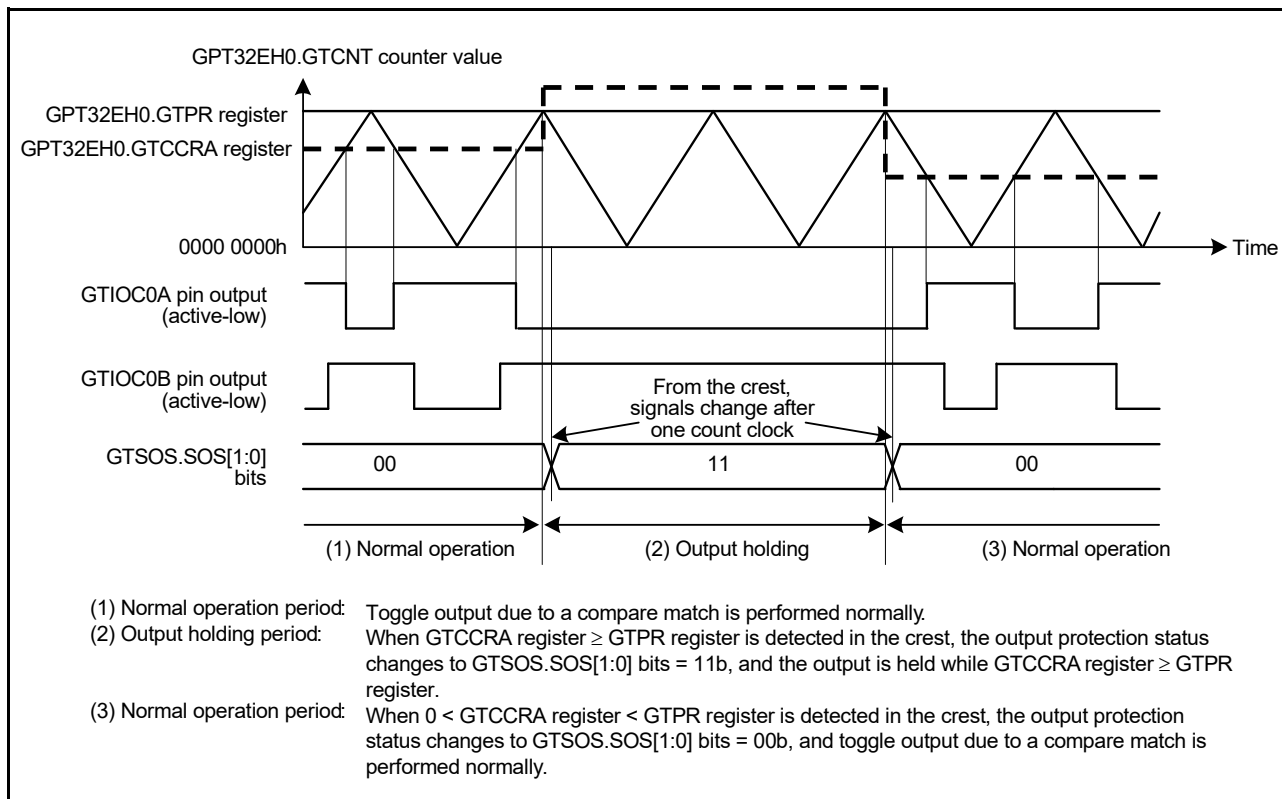 GPT32EH0.GTCNT counter value
GPT32EH0.GTPR register
GPT32EH0.GTCCRA register
0000 0000h
Time
GTIOC0A pin output
(active-low)
GTIOC0B pin output
(active-low)
From the crest,
signals change after
one count clock
GTSOS.SOS[1:0]
bits
00
11
00
(1) Normal operation
(2) Output holding
(3) Normal operation
(1) Normal operation period: Toggle output due to a compare match is performed normally.
(2) Output holding period: When GTCCRA register ≥ GTPR register is detected in the crest, the output protection status
changes to GTSOS.SOS[1:0] bits = 11b, and the output is held while GTCCRA register ≥ GTPR
register.
(3) Normal operation period: When 0 < GTCCRA register < GTPR register is detected in the crest, the output protection
status changes to GTSOS.SOS[1:0] bits = 00b, and toggle output due to a compare match is
performed normally.